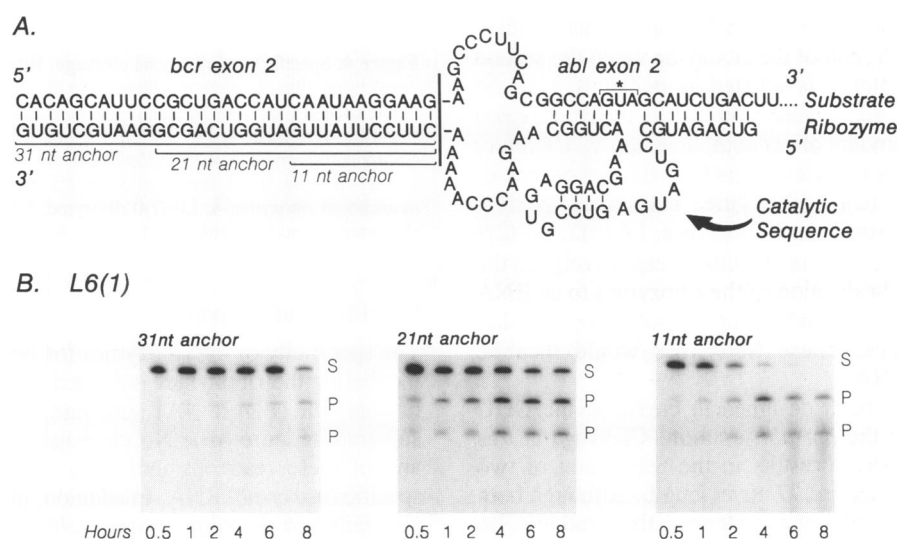 A.
5'
bcr exon 2
abl exon 2
*
3'
CACAGCAUUCCGCUGACCAUCAAUAAGGAAG
CCCUUCAG
CGGCCAGUAGCAUCUGACUU....
Substrate
GUGUCGUAAGGCGACUGGUAGUUAUUCCUUC
CGGUCA
CGUAGACUG
Ribozyme
5'
31 nt anchor
21 nt anchor
11 nt anchor
3'
AGGAC
Catalytic
Sequence
B. L6(1)
31nt anchor
21nt anchor
11nt anchor
S
P
P
S
P
P
S
P
P
Hours 0.5 1 2 4 6 8
0.5 1 2 4 6 8
0.5 1 2 4 6 8